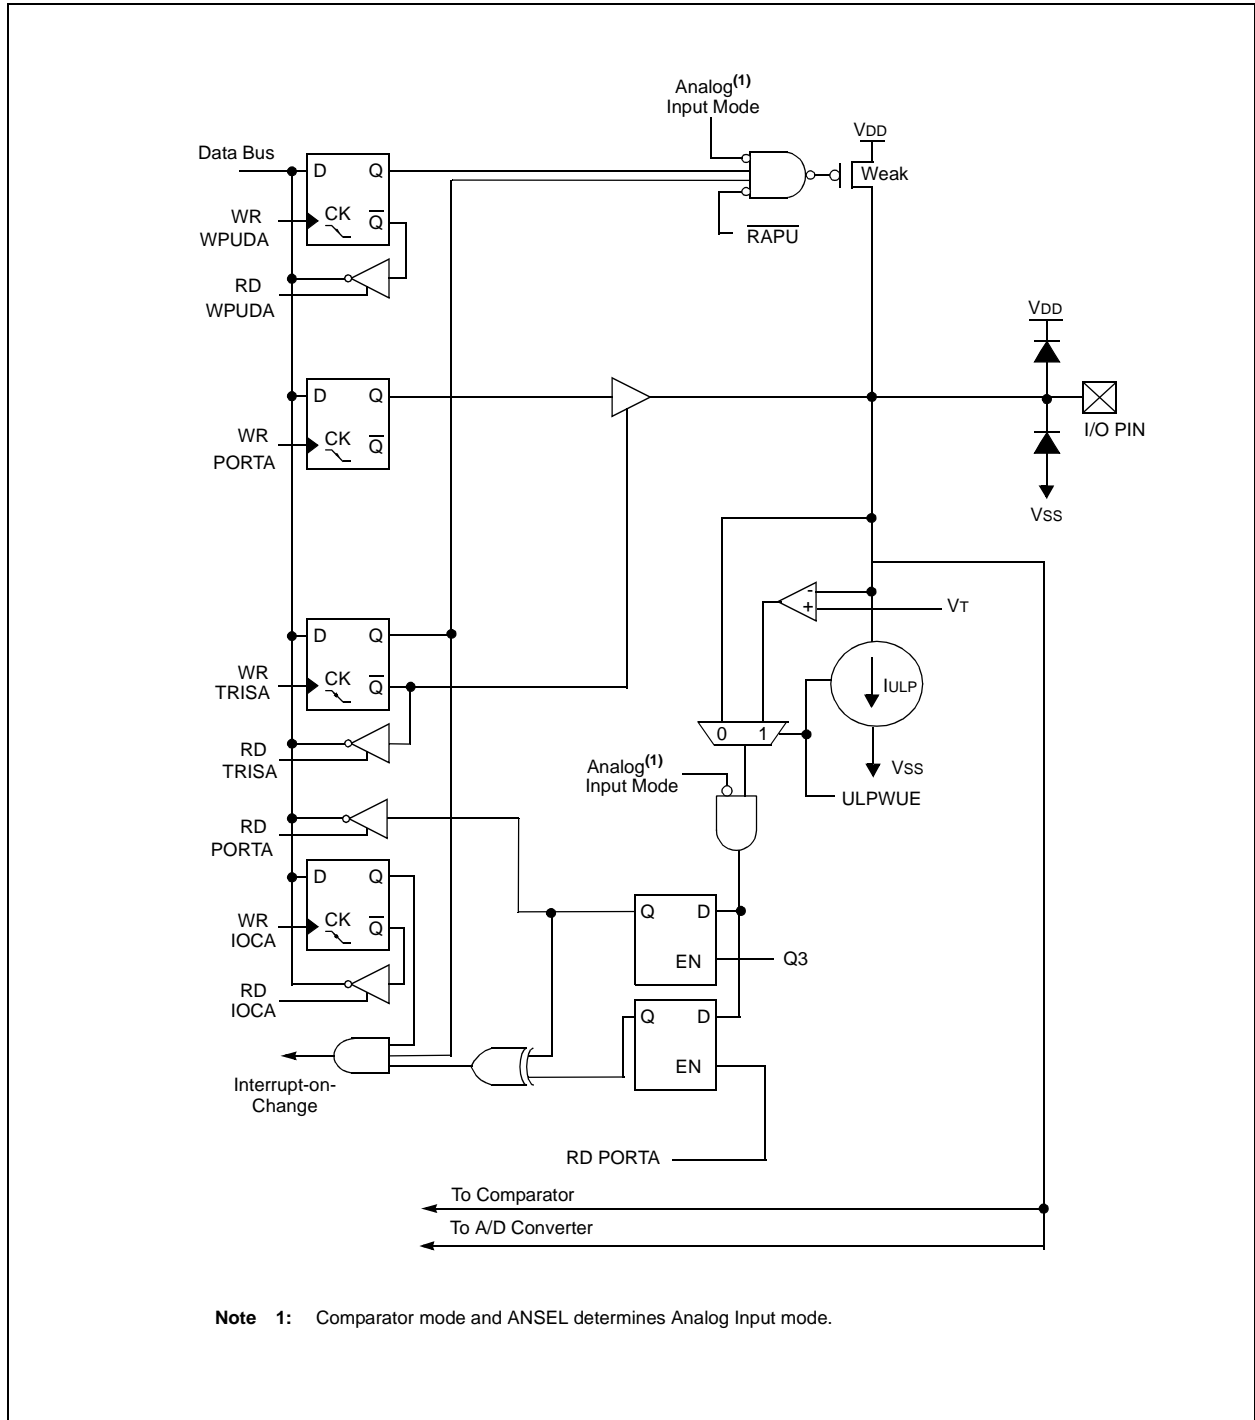 Analog(1)
Input Mode
VDD
Data Bus
D Q
Weak
WR
WPUDA
CK Q
RAPU
RD
WPUDA
VDD
D Q
WR
PORTA
CK Q
I/O PIN
VSS
-
+
VT
D Q
WR
TRISA
CK Q
IULP
0 1
RD
TRISA
Analog(1)
Input Mode
VSS
ULPWUE
RD
PORTA
D Q
WR
IOCA
CK Q
Q D
EN
Q3
RD
IOCA
Q D
EN
Interrupt-on-
Change
RD PORTA
To Comparator
To A/D Converter
Note 1: Comparator mode and ANSEL determines Analog Input mode.